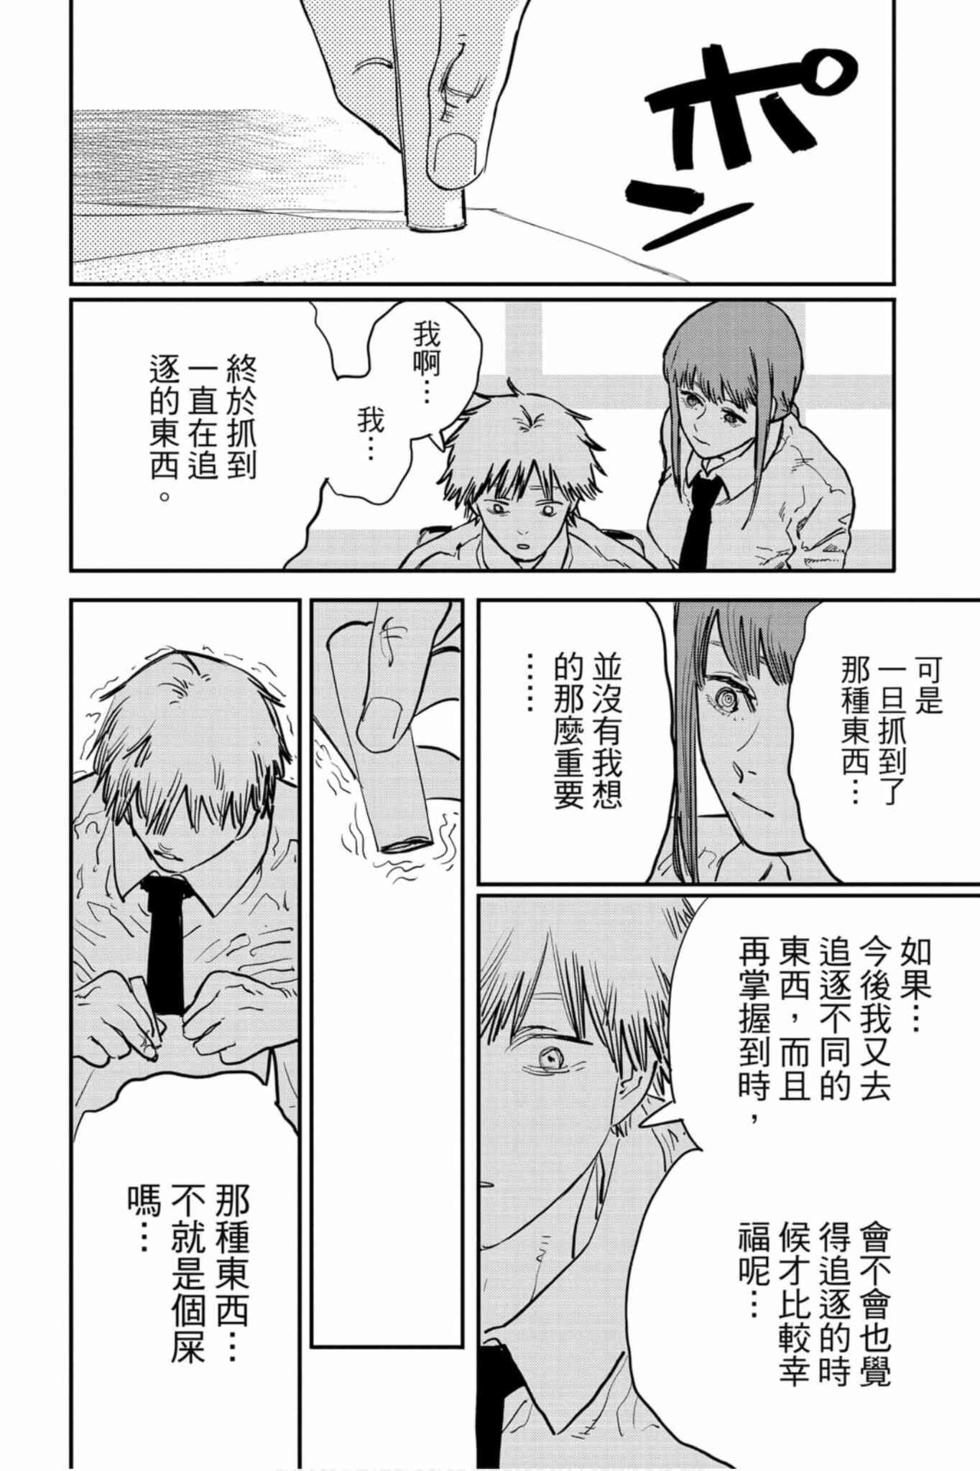 ポン
我啊…
我…
終於抓到
一直在追
逐的東西。
可是
一旦抓到了
那種東西…
並沒有我想
的那麼重要
……
如果…
今後我又去
追逐不同的
東西，而且
再掌握到時，
會不會也覺
得追逐的時
候才比較幸
福呢…
那種東西…
不就是個屎
嗎…